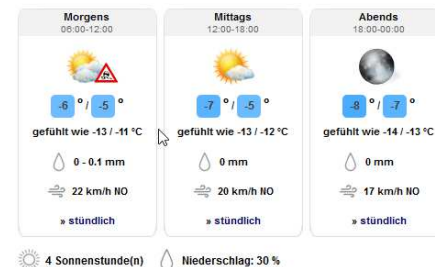 Morgens
06:00-12:00
-6 ° / -5 °
gefühlt wie -13 / -11 °C
0 - 0.1 mm
22 km/h NO
» stündlich
Mittags
12:00-18:00
-7 ° / -5 °
gefühlt wie -13 / -12 °C
0 mm
20 km/h NO
» stündlich
Abends
18:00-00:00
-8 ° / -7 °
gefühlt wie -14 / -13 °C
0 mm
17 km/h NO
» stündlich
4 Sonnenstunde(n) Niederschlag: 30 %